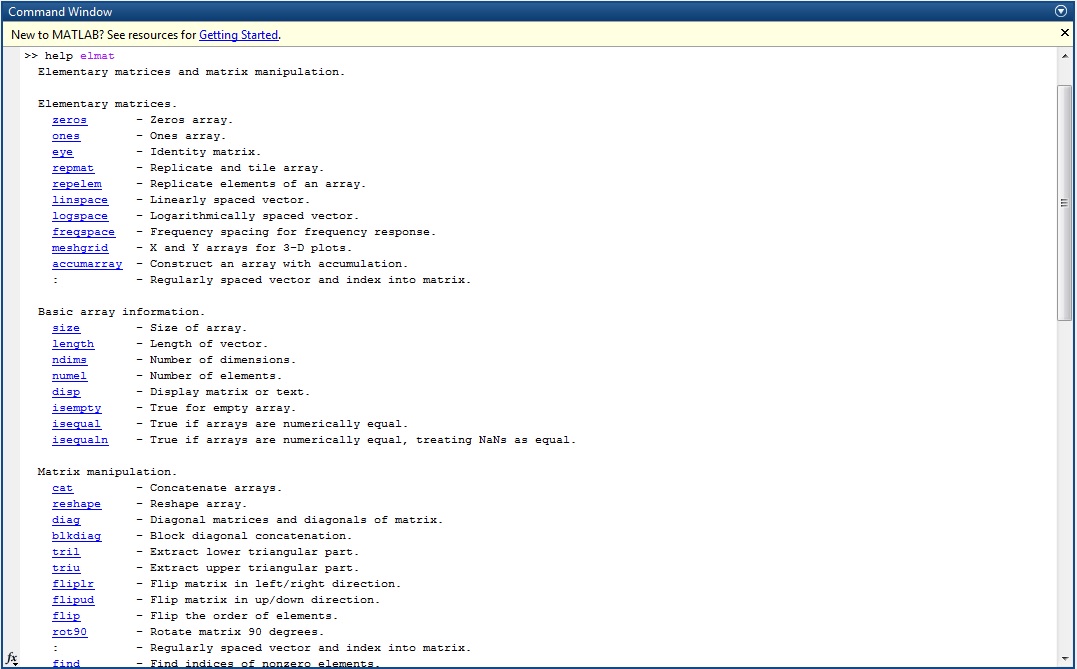 Command Window
New to MATLAB? See resources for Getting Started.
>> help elmat
Elementary matrices and matrix manipulation.
Elementary matrices.
zeros - Zeros array.
ones - Ones array.
eye - Identity matrix.
repmat - Replicate and tile array.
repelem - Replicate elements of an array.
linspace - Linearly spaced vector.
logspace - Logarithmically spaced vector.
freqspace - Frequency spacing for frequency response.
meshgrid - X and Y arrays for 3-D plots.
accumarray - Construct an array with accumulation.
: - Regularly spaced vector and index into matrix.
Basic array information.
size - Size of array.
length - Length of vector.
ndims - Number of dimensions.
numel - Number of elements.
disp - Display matrix or text.
isempty - True for empty array.
isequal - True if arrays are numerically equal.
isequaln - True if arrays are numerically equal, treating NaNs as equal.
Matrix manipulation.
cat - Concatenate arrays.
reshape - Reshape array.
diag - Diagonal matrices and diagonals of matrix.
blkdiag - Block diagonal concatenation.
tril - Extract lower triangular part.
triu - Extract upper triangular part.
fliplr - Flip matrix in left/right direction.
flipud - Flip matrix in up/down direction.
flip - Flip the order of elements.
rot90 - Rotate matrix 90 degrees.
: - Regularly spaced vector and index into matrix.
find - Find indices of nonzero elements.
fx